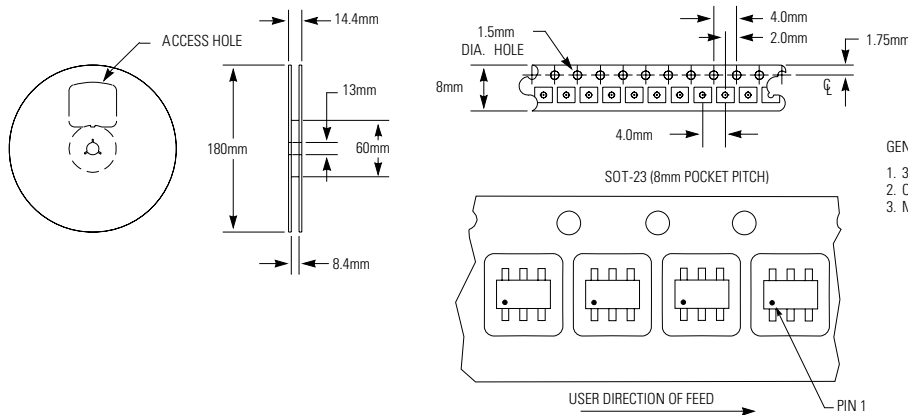 14.4mm
ACCESS HOLE
13mm
180mm
60mm
8.4mm
1.5mm
DIA. HOLE
4.0mm
2.0mm
1.75mm
8mm
℄
4.0mm
SOT-23 (8mm POCKET PITCH)
GEN
1. 3
2. C
3. N
USER DIRECTION OF FEED
PIN 1